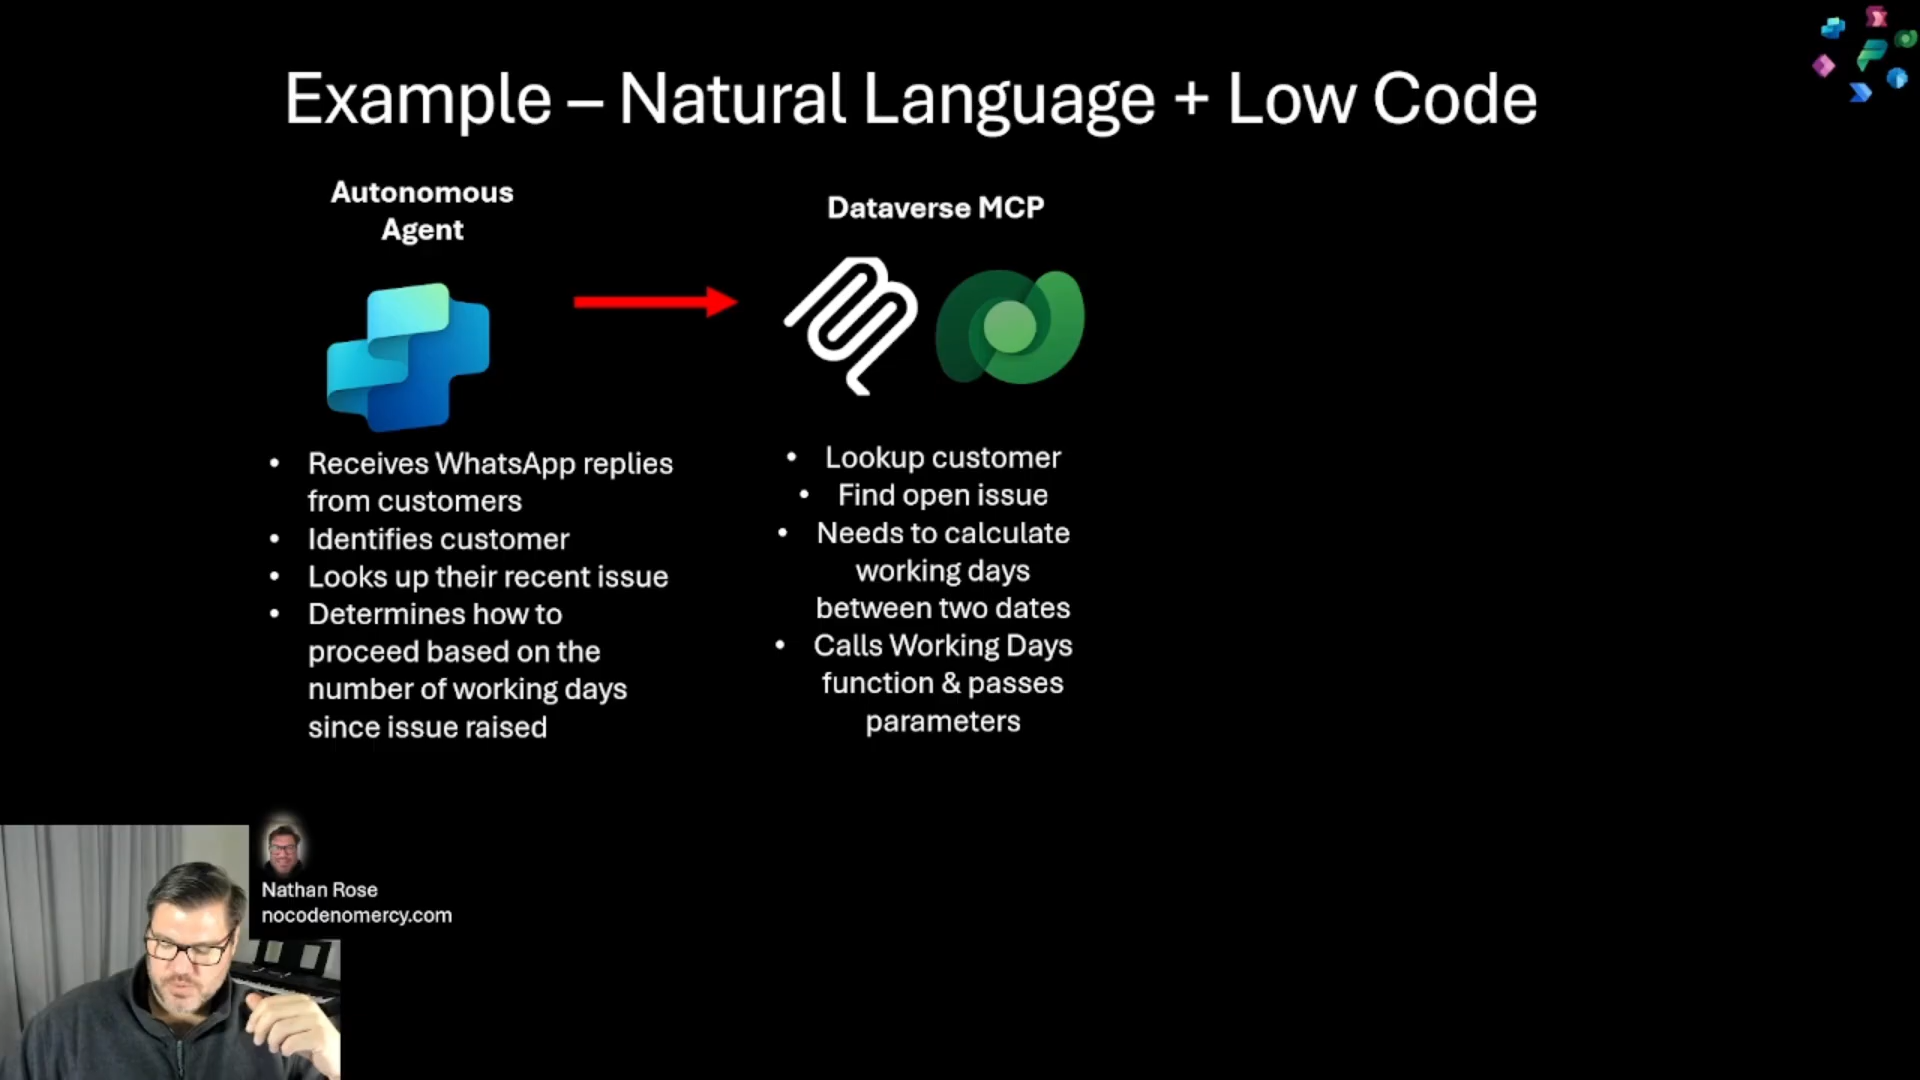 Example – Natural Language + Low Code
Autonomous
Agent
• Receives WhatsApp replies
from customers
• Identifies customer
• Looks up their recent issue
• Determines how to
proceed based on the
number of working days
since issue raised
Dataverse MCP
• Lookup customer
• Find open issue
• Needs to calculate
working days
between two dates
• Calls Working Days
function & passes
parameters
Nathan Rose
nocodenomercy.com